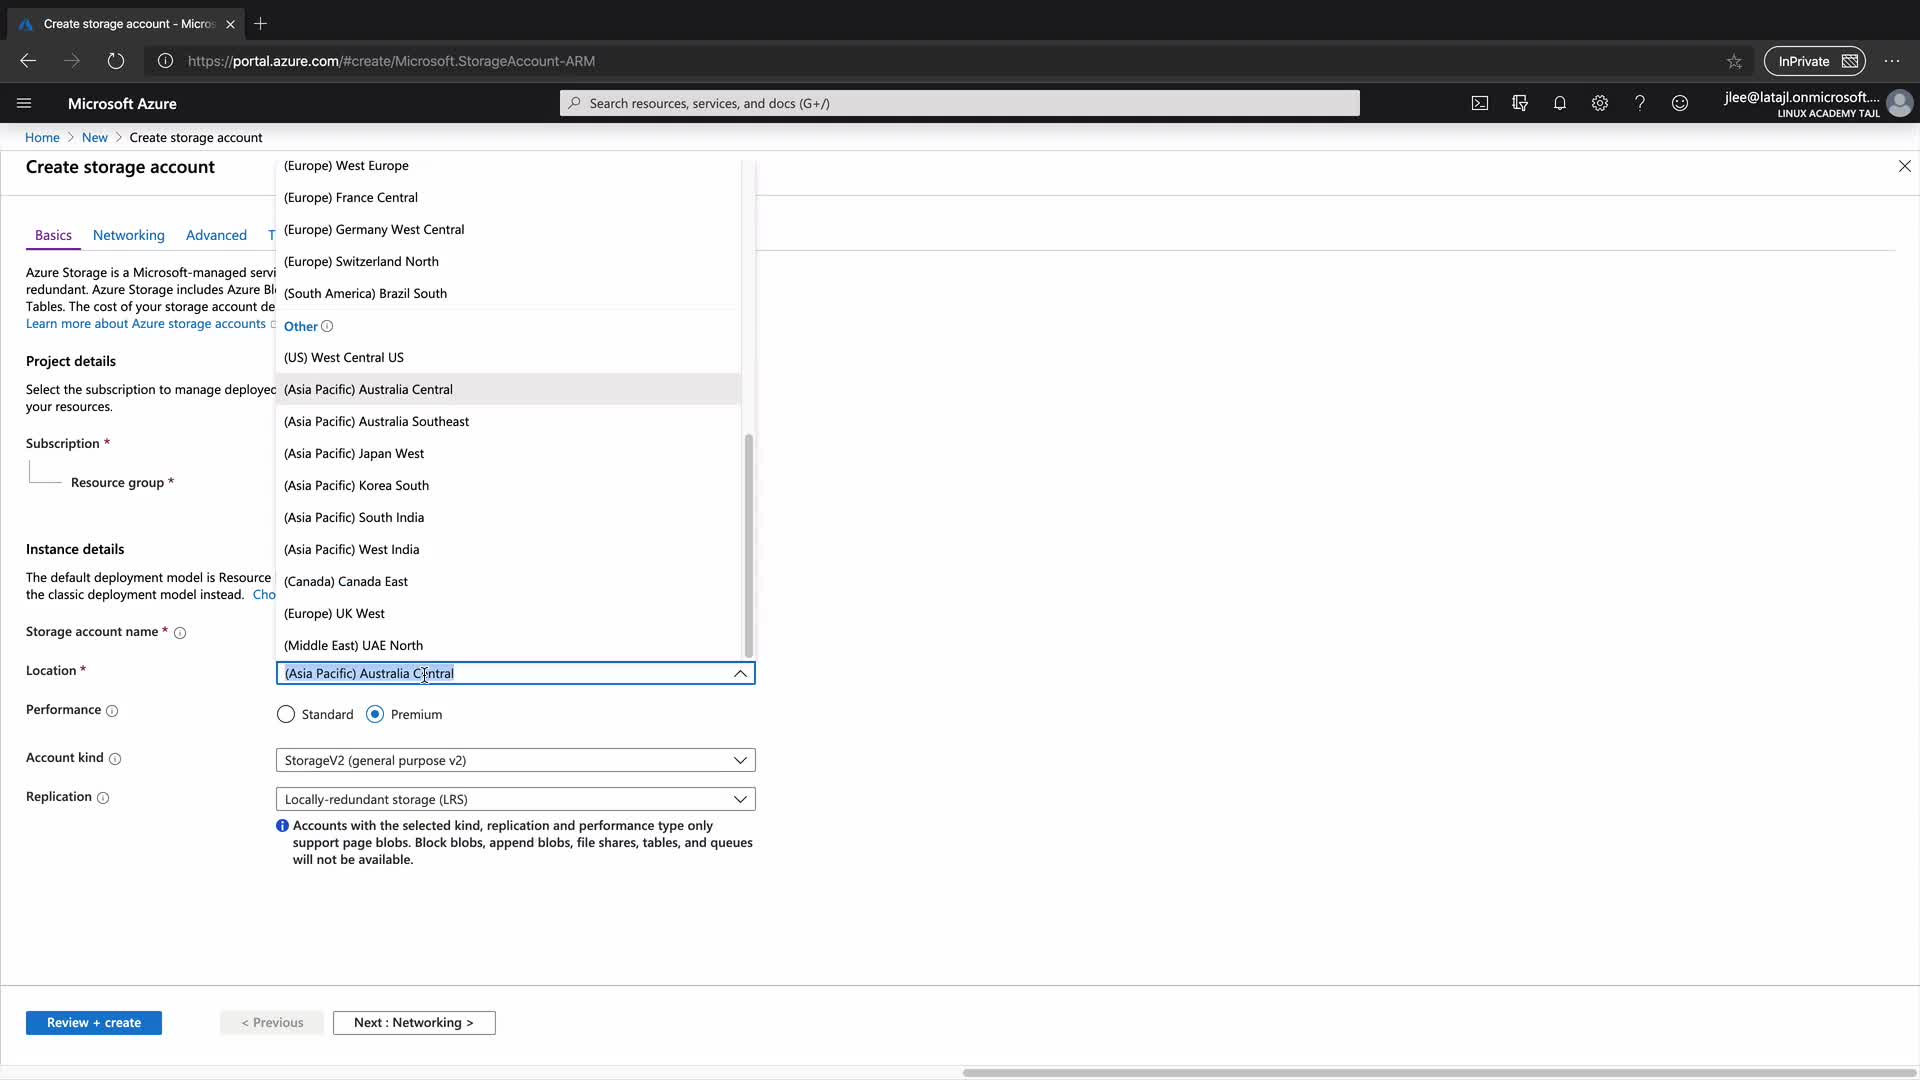 Create storage account - Micros
https://portal.azure.com/#create/Microsoft.StorageAccount-ARM
InPrivate
Microsoft Azure
Search resources, services, and docs (G+/)
jlee@latajl.onmicrosoft....
LINUX ACADEMY TAJL
Home > New > Create storage account
Create storage account
Basics
Networking
Advanced
T
Azure Storage is a Microsoft-managed servi
redundant. Azure Storage includes Azure Bl
Tables. The cost of your storage account de
Learn more about Azure storage accounts
Project details
Select the subscription to manage deployed
your resources.
Subscription *
Resource group *
Instance details
The default deployment model is Resource
the classic deployment model instead. Cho
Storage account name *
(Europe) West Europe
(Europe) France Central
(Europe) Germany West Central
(Europe) Switzerland North
(South America) Brazil South
Other
(US) West Central US
(Asia Pacific) Australia Central
(Asia Pacific) Australia Southeast
(Asia Pacific) Japan West
(Asia Pacific) Korea South
(Asia Pacific) South India
(Asia Pacific) West India
(Canada) Canada East
(Europe) UK West
(Middle East) UAE North
Location *
(Asia Pacific) Australia Central
Performance
Standard
Premium
Account kind
StorageV2 (general purpose v2)
Replication
Locally-redundant storage (LRS)
Accounts with the selected kind, replication and performance type only
support page blobs. Block blobs, append blobs, file shares, tables, and queues
will not be available.
Review + create
< Previous
Next : Networking >